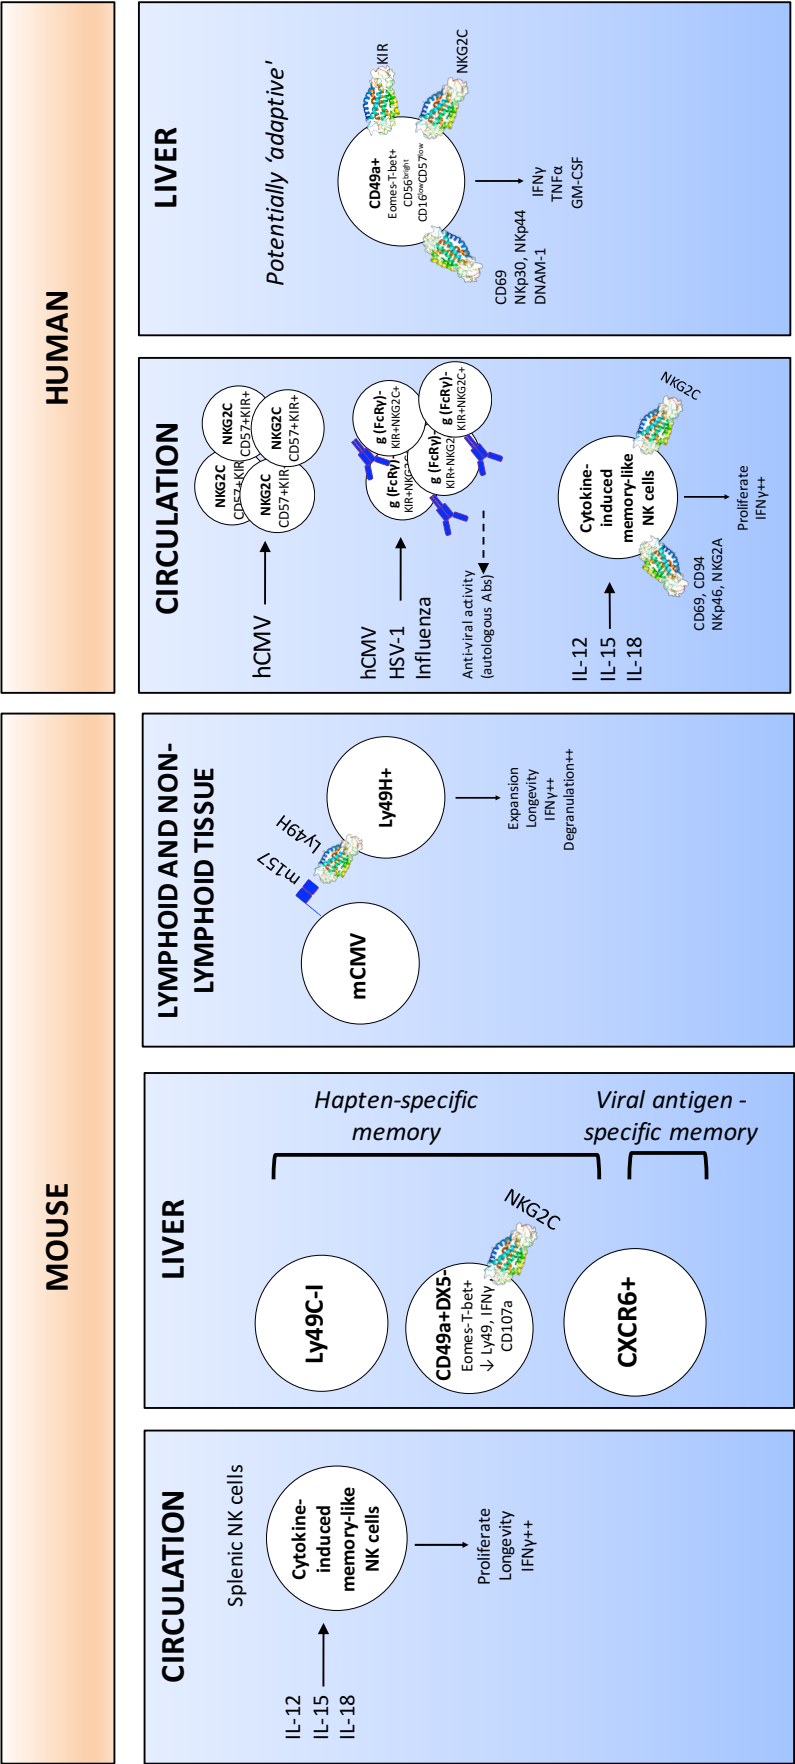 MOUSE
CIRCULATION
Splenic NK cells
IL-12
IL-15
IL-18
Cytokine-
induced
memory-like
NK cells
Proliferate
Longevity
IFNγ++
LIVER
Ly49C-I
CD49a+DX5-
Eomes-T-bet+
↓ Ly49, IFNγ
CD107a
NKG2C
CXCR6+
Hapten-specific
memory
Viral antigen -
specific memory
LYMPHOID AND NON-
LYMPHOID TISSUE
mCMV
m157
Ly49H
Ly49H+
Expansion
Longevity
IFNγ++
Degranulation++
HUMAN
CIRCULATION
hCMV
NKG2C
CD57+KIR
NKG2C
CD57+KIR+
NKG2C
CD57+KIR+
NKG2C
CD57+KIR+
hCMV
HSV-1
Influenza
g (FcRγ)-
KIR+NKG2C
g (FcRγ)-
KIR+NKG2C+
g (FcRγ)-
KIR+NKG2
g (FcRγ)-
KIR+NKG2C+
Anti-viral activity
(autologous Abs)
IL-12
IL-15
IL-18
Cytokine-
induced
memory-like
NK cells
NKG2C
CD69, CD94
NKp46, NKG2A
Proliferate
IFNγ++
LIVER
Potentially ‘adaptive’
KIR
NKG2C
CD49a+
Eomes-T-bet+
CD56bright
CD16lowCD57low
CD69
NKp30, NKp44
DNAM-1
IFNγ
TNFα
GM-CSF